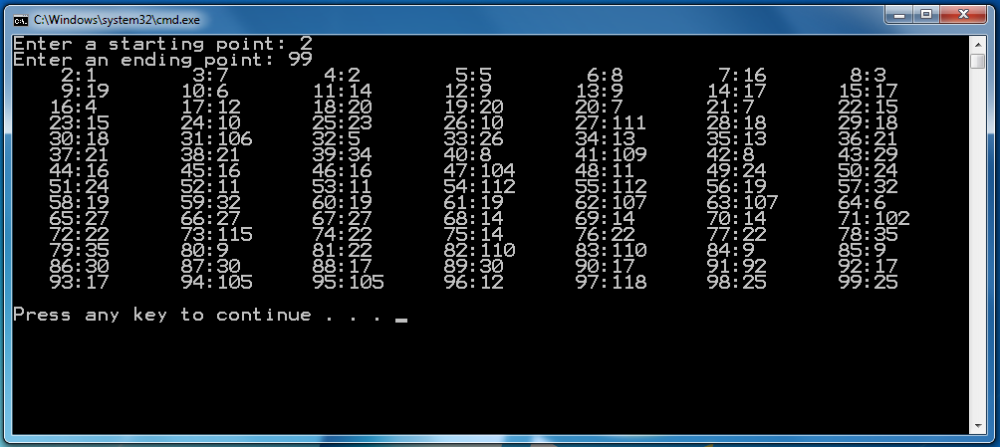 C:\Windows\system32\cmd.exe
Enter a starting point: 2
Enter an ending point: 99
2:1 3:7 4:2 5:5 6:8 7:16 8:3
9:19 10:6 11:14 12:9 13:9 14:17 15:17
16:4 17:12 18:20 19:20 20:7 21:7 22:15
23:15 24:10 25:23 26:10 27:111 28:18 29:18
30:18 31:106 32:5 33:26 34:13 35:13 36:21
37:21 38:21 39:34 40:8 41:109 42:8 43:29
44:16 45:16 46:16 47:104 48:11 49:24 50:24
51:24 52:11 53:11 54:112 55:112 56:19 57:32
58:19 59:32 60:19 61:19 62:107 63:107 64:6
65:27 66:27 67:27 68:14 69:14 70:14 71:102
72:22 73:115 74:22 75:14 76:22 77:22 78:35
79:35 80:9 81:22 82:110 83:110 84:9 85:9
86:30 87:30 88:17 89:30 90:17 91:92 92:17
93:17 94:105 95:105 96:12 97:118 98:25 99:25
Press any key to continue . . . _